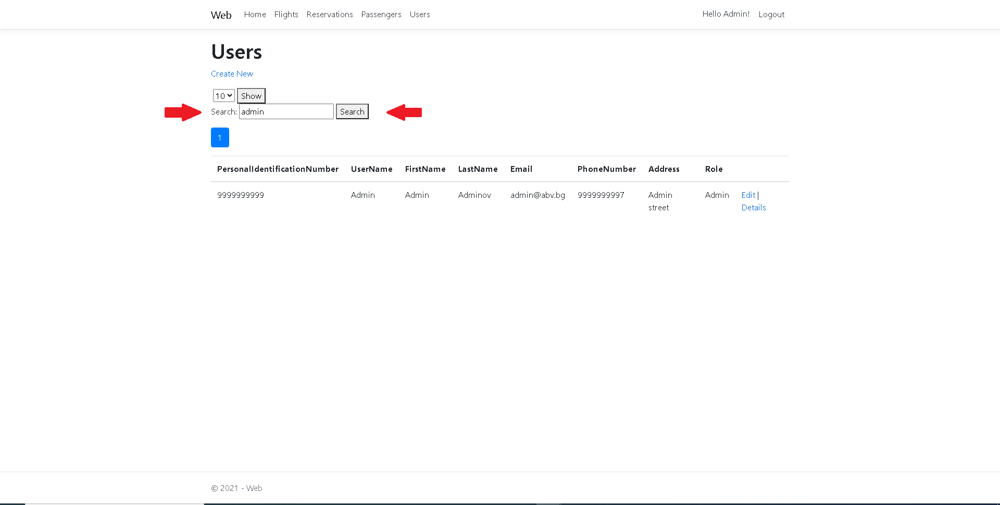 Web Home Flights Reservations Passengers Users Hello Admin! Logout
Users
Create New
10 Show
Search: admin Search
1
PersonalIdentificationNumber UserName FirstName LastName Email PhoneNumber Address Role
9999999999 Admin Admin Adminov admin@abv.bg 9999999997 Admin street Admin Edit | Details
© 2021 - Web